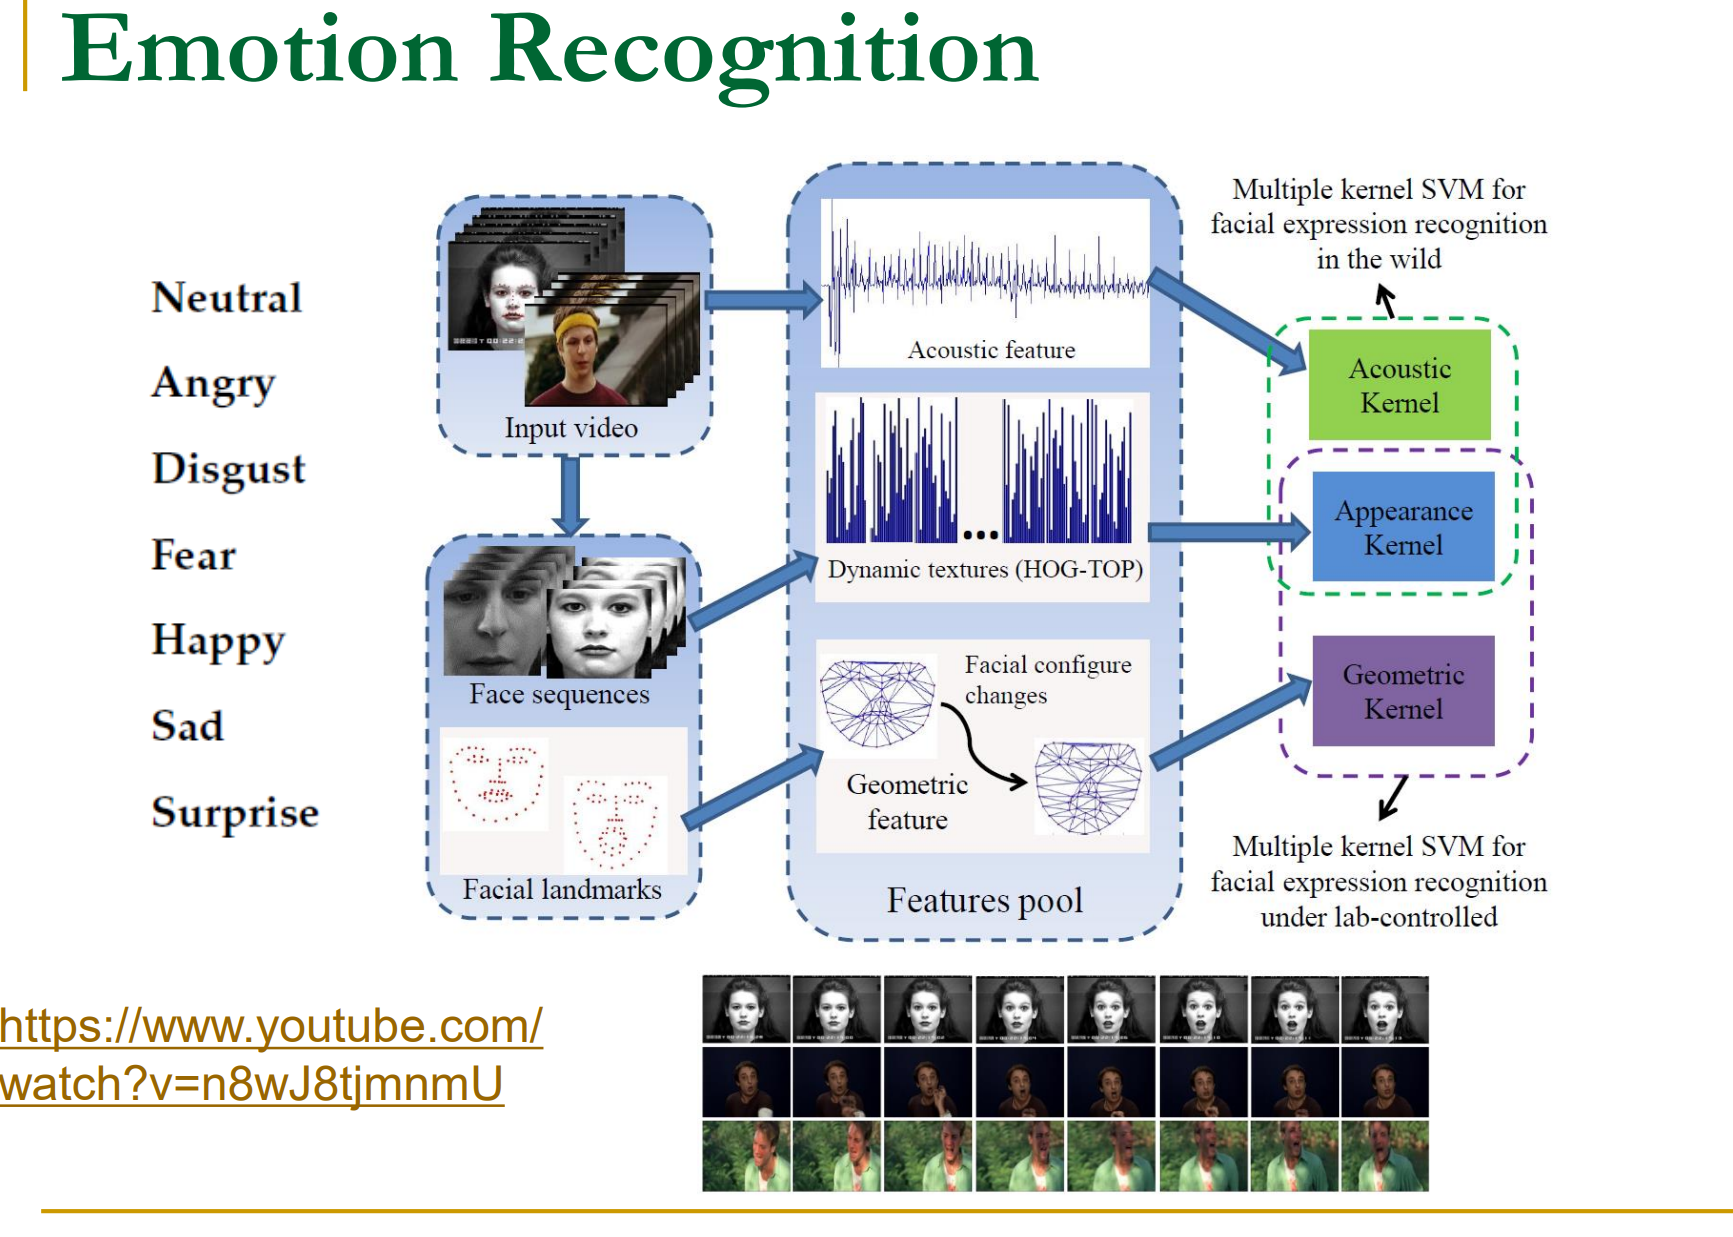 Emotion Recognition
Neutral
Angry
Disgust
Fear
Happy
Sad
Surprise
Input video
Face sequences
Facial landmarks
Acoustic feature
Dynamic textures (HOG-TOP)
Facial configure
changes
Geometric
feature
Features pool
Multiple kernel SVM for
facial expression recognition
in the wild
Acoustic
Kernel
Appearance
Kernel
Geometric
Kernel
Multiple kernel SVM for
facial expression recognition
under lab-controlled
https://www.youtube.com/
watch?v=n8wJ8tjmnmU